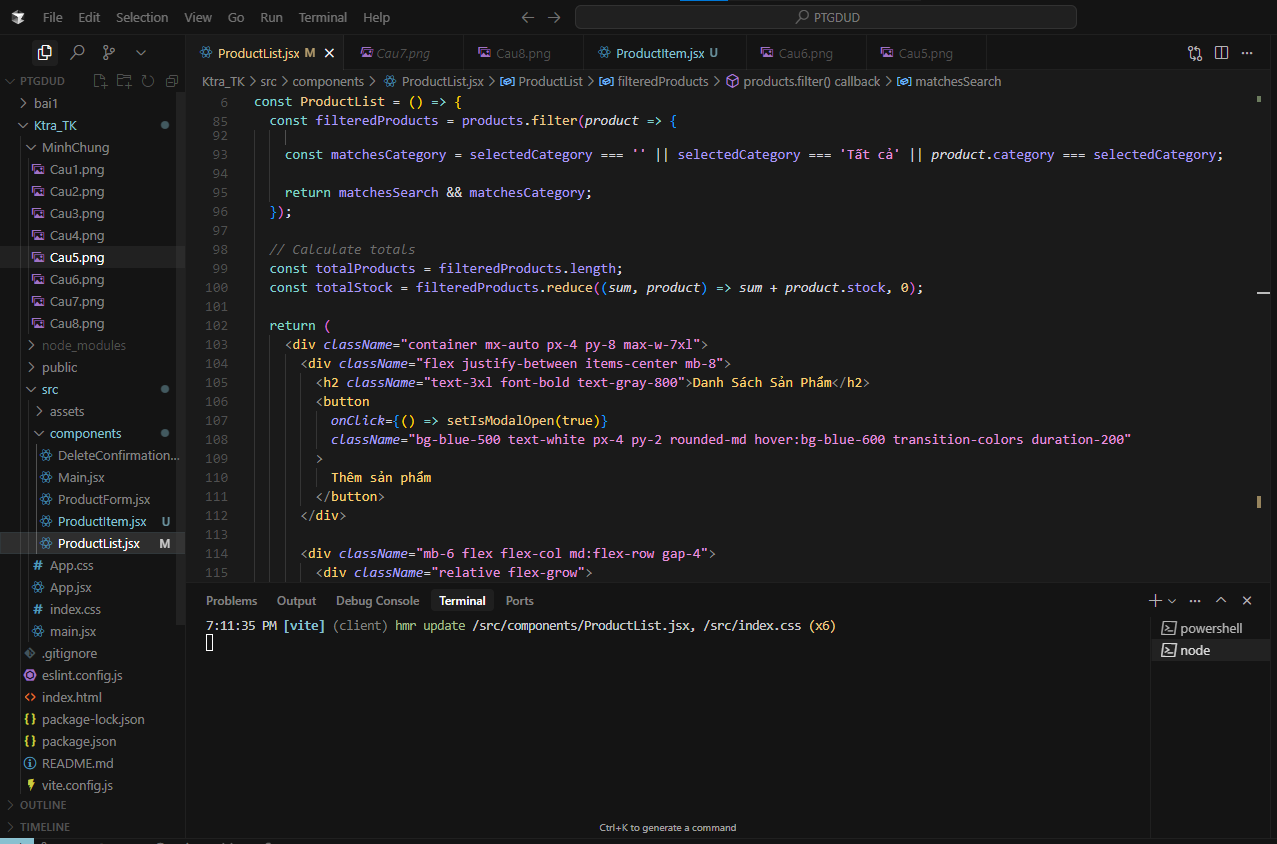 File Edit Selection View Go Run Terminal Help
PTGDUD
ProductList.jsx M
Cau7.png
Cau8.png
ProductItem.jsx U
Cau6.png
Cau5.png
PTGDUD
Ktra_TK > src > components > ProductList.jsx > ProductList > filteredProducts > products.filter() callback > matchesSearch
bai1
Ktra_TK
MinhChung
Cau1.png
Cau2.png
Cau3.png
Cau4.png
Cau5.png
Cau6.png
Cau7.png
Cau8.png
node_modules
public
src
assets
components
DeleteConfirmation...
Main.jsx
ProductForm.jsx
ProductItem.jsx U
ProductList.jsx M
App.css
App.jsx
index.css
main.jsx
.gitignore
eslint.config.js
index.html
package-lock.json
package.json
README.md
vite.config.js
OUTLINE
TIMELINE
6 const ProductList = () => {
85 const filteredProducts = products.filter(product => {
92
93 const matchesCategory = selectedCategory === '' || selectedCategory === 'Tất cả' || product.category === selectedCategory;
94
95 return matchesSearch && matchesCategory;
96 });
97
98 // Calculate totals
99 const totalProducts = filteredProducts.length;
100 const totalStock = filteredProducts.reduce((sum, product) => sum + product.stock, 0);
101
102 return (
103 <div className="container mx-auto px-4 py-8 max-w-7xl">
104 <div className="flex justify-between items-center mb-8">
105 <h2 className="text-3xl font-bold text-gray-800">Danh Sách Sản Phẩm</h2>
106 <button
107 onClick={() => setIsModalOpen(true)}
108 className="bg-blue-500 text-white px-4 py-2 rounded-md hover:bg-blue-600 transition-colors duration-200"
109 >
110 Thêm sản phẩm
111 </button>
112 </div>
113
114 <div className="mb-6 flex flex-col md:flex-row gap-4">
115 <div className="relative flex-grow">
Problems Output Debug Console Terminal Ports
7:11:35 PM [vite] (client) hmr update /src/components/ProductList.jsx, /src/index.css (x6)
powershell
node
Ctrl+K to generate a command